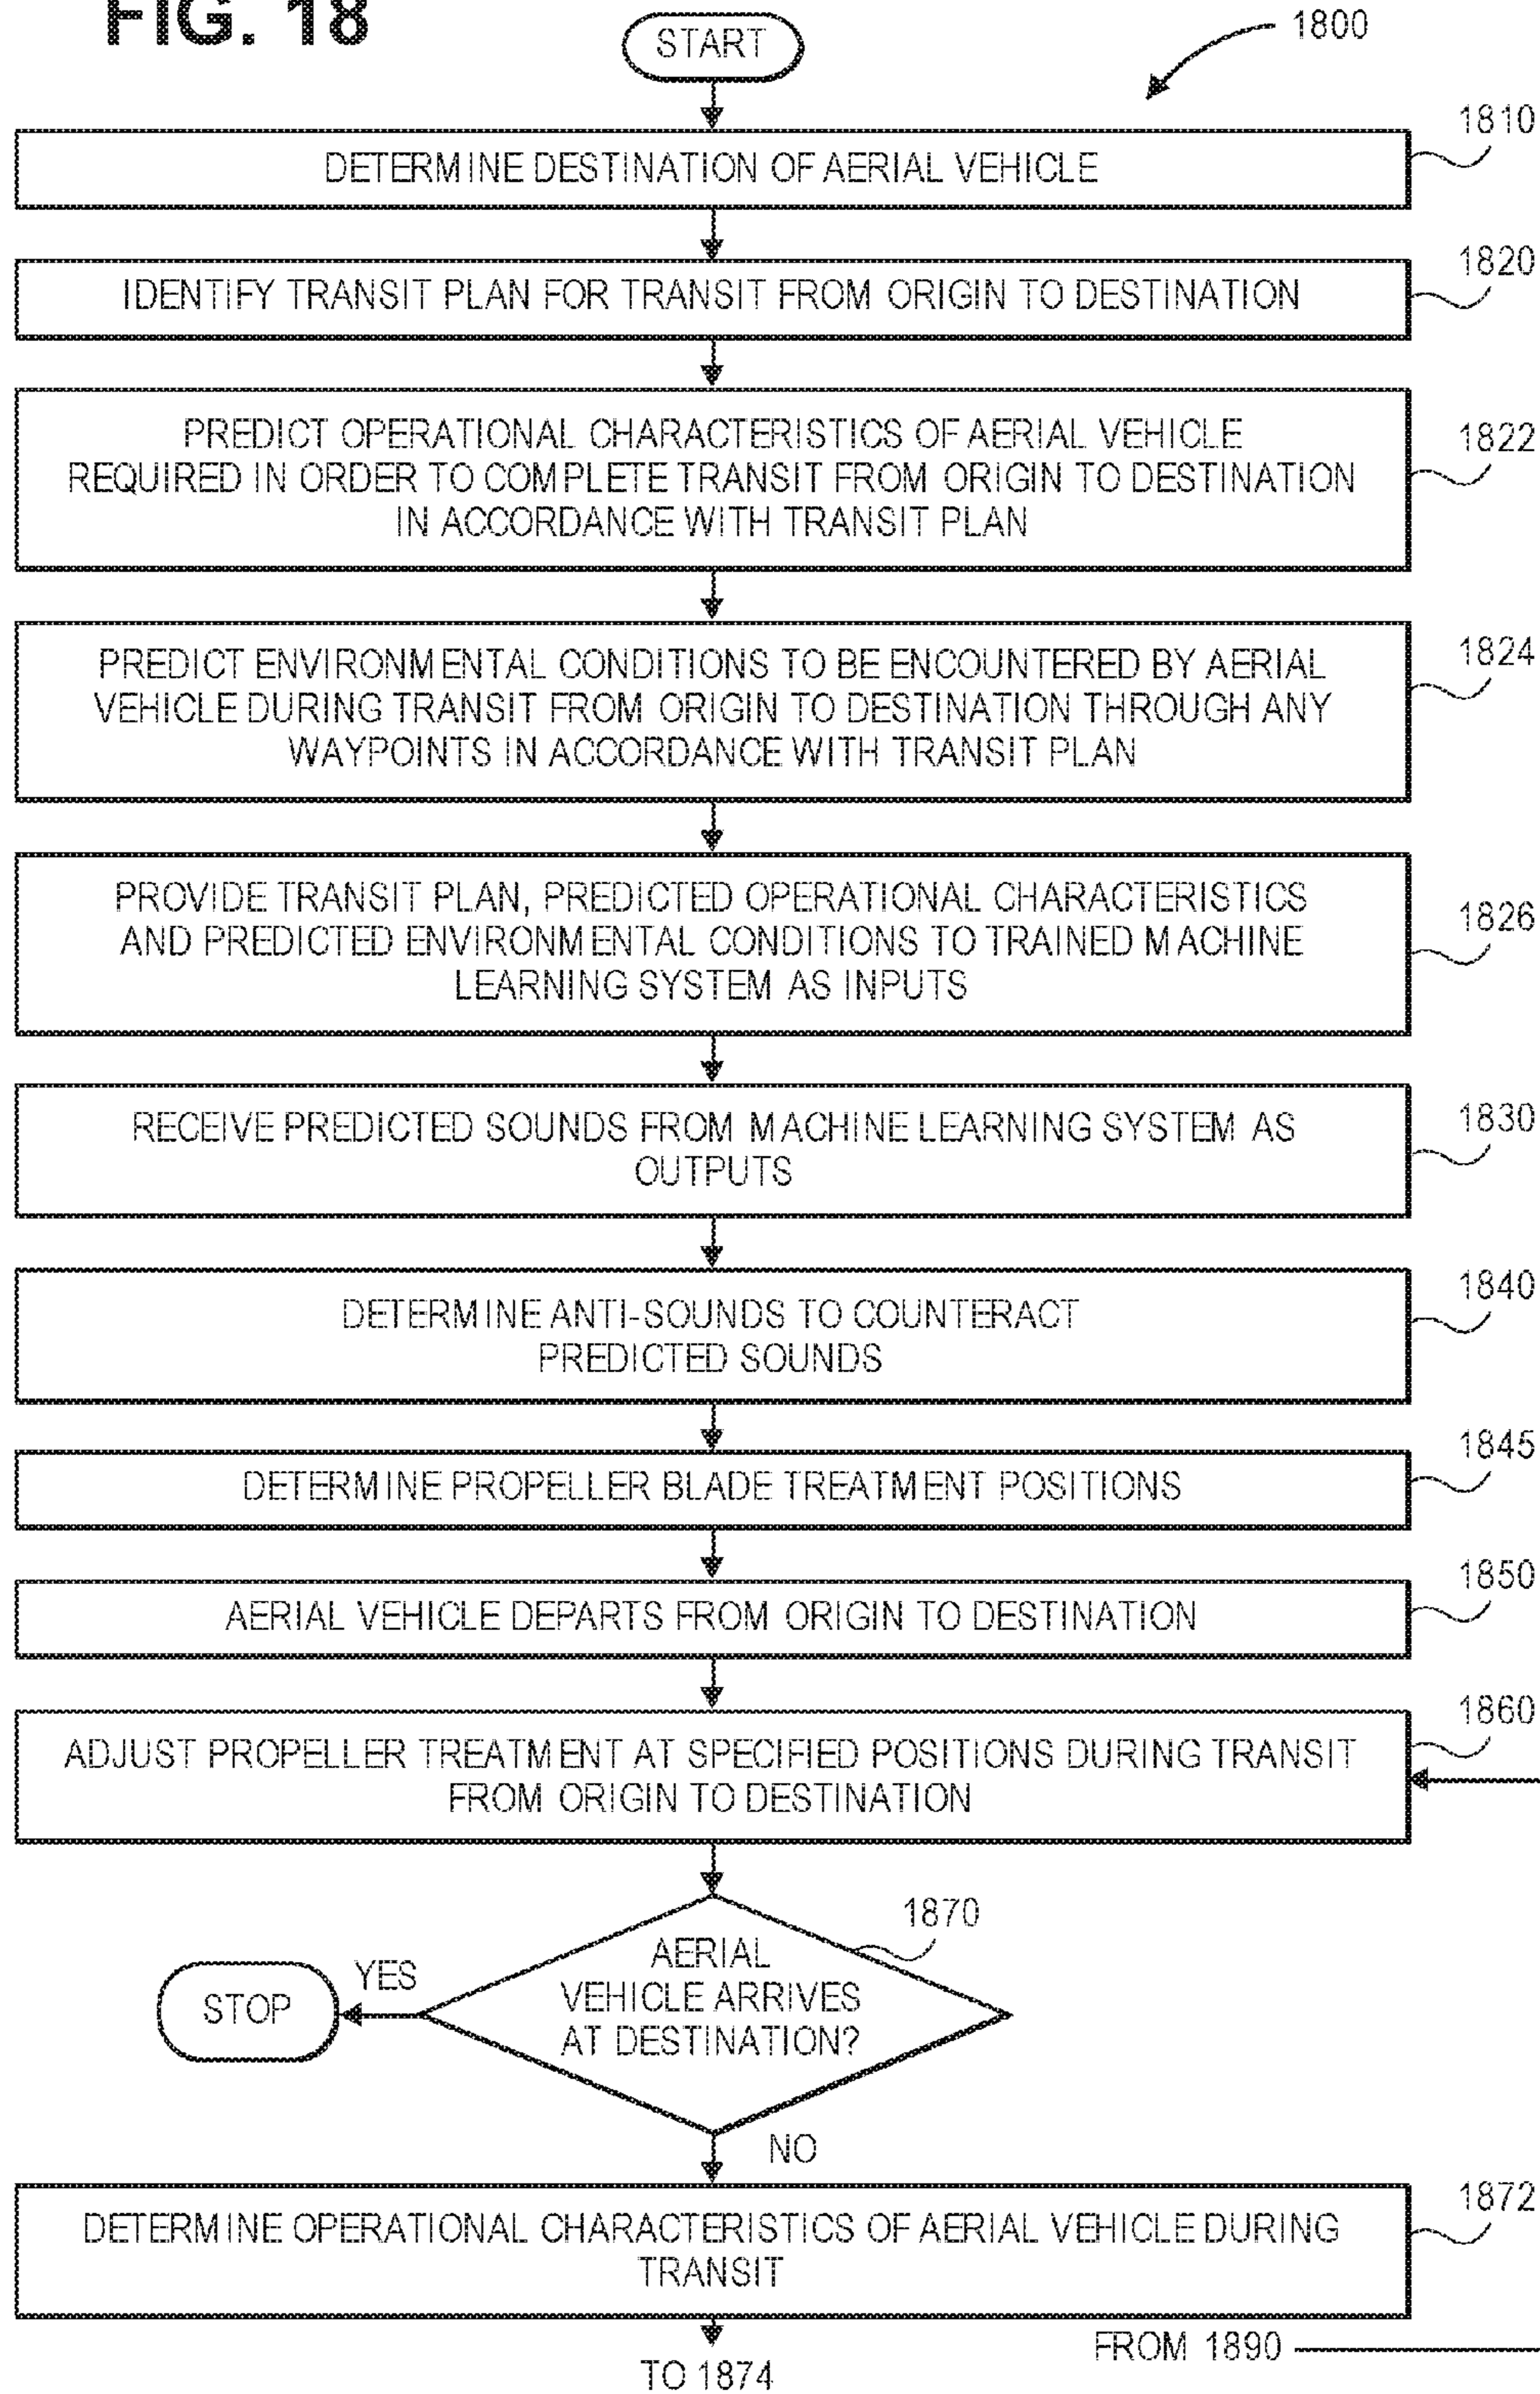 FIG. 18
START
1800
DETERMINE DESTINATION OF AERIAL VEHICLE
1810
IDENTIFY TRANSIT PLAN FOR TRANSIT FROM ORIGIN TO DESTINATION
1820
PREDICT OPERATIONAL CHARACTERISTICS OF AERIAL VEHICLE
REQUIRED IN ORDER TO COMPLETE TRANSIT FROM ORIGIN TO DESTINATION
IN ACCORDANCE WITH TRANSIT PLAN
1822
PREDICT ENVIRONMENTAL CONDITIONS TO BE ENCOUNTERED BY AERIAL
VEHICLE DURING TRANSIT FROM ORIGIN TO DESTINATION THROUGH ANY
WAYPOINTS IN ACCORDANCE WITH TRANSIT PLAN
1824
PROVIDE TRANSIT PLAN, PREDICTED OPERATIONAL CHARACTERISTICS
AND PREDICTED ENVIRONMENTAL CONDITIONS TO TRAINED MACHINE
LEARNING SYSTEM AS INPUTS
1826
RECEIVE PREDICTED SOUNDS FROM MACHINE LEARNING SYSTEM AS
OUTPUTS
1830
DETERMINE ANTI-SOUNDS TO COUNTERACT
PREDICTED SOUNDS
1840
DETERMINE PROPELLER BLADE TREATMENT POSITIONS
1845
AERIAL VEHICLE DEPARTS FROM ORIGIN TO DESTINATION
1850
ADJUST PROPELLER TREATMENT AT SPECIFIED POSITIONS DURING TRANSIT
FROM ORIGIN TO DESTINATION
1860
AERIAL
VEHICLE ARRIVES
AT DESTINATION?
1870
YES
STOP
NO
DETERMINE OPERATIONAL CHARACTERISTICS OF AERIAL VEHICLE DURING
TRANSIT
1872
FROM 1890
TO 1874